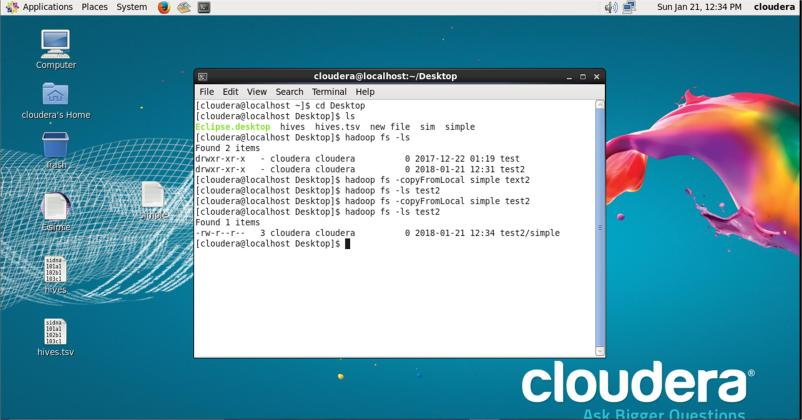 Applications Places System
Sun Jan 21, 12:34 PM cloudera
Computer
cloudera's Home
Trash
Eclipse
simple
hives
hives.tsv
cloudera@localhost:~/Desktop
File Edit View Search Terminal Help
[cloudera@localhost ~]$ cd Desktop
[cloudera@localhost Desktop]$ ls
Eclipse.desktop hives hives.tsv new file sim simple
[cloudera@localhost Desktop]$ hadoop fs -ls
Found 2 items
drwxr-xr-x - cloudera cloudera 0 2017-12-22 01:19 test
drwxr-xr-x - cloudera cloudera 0 2018-01-21 12:31 test2
[cloudera@localhost Desktop]$ hadoop fs -copyFromLocal simple text2
[cloudera@localhost Desktop]$ hadoop fs -ls test2
[cloudera@localhost Desktop]$ hadoop fs -copyFromLocal simple test2
[cloudera@localhost Desktop]$ hadoop fs -ls test2
Found 1 items
-rw-r--r-- 3 cloudera cloudera 0 2018-01-21 12:34 test2/simple
[cloudera@localhost Desktop]$
cloudera®
Ask Bigger Questions